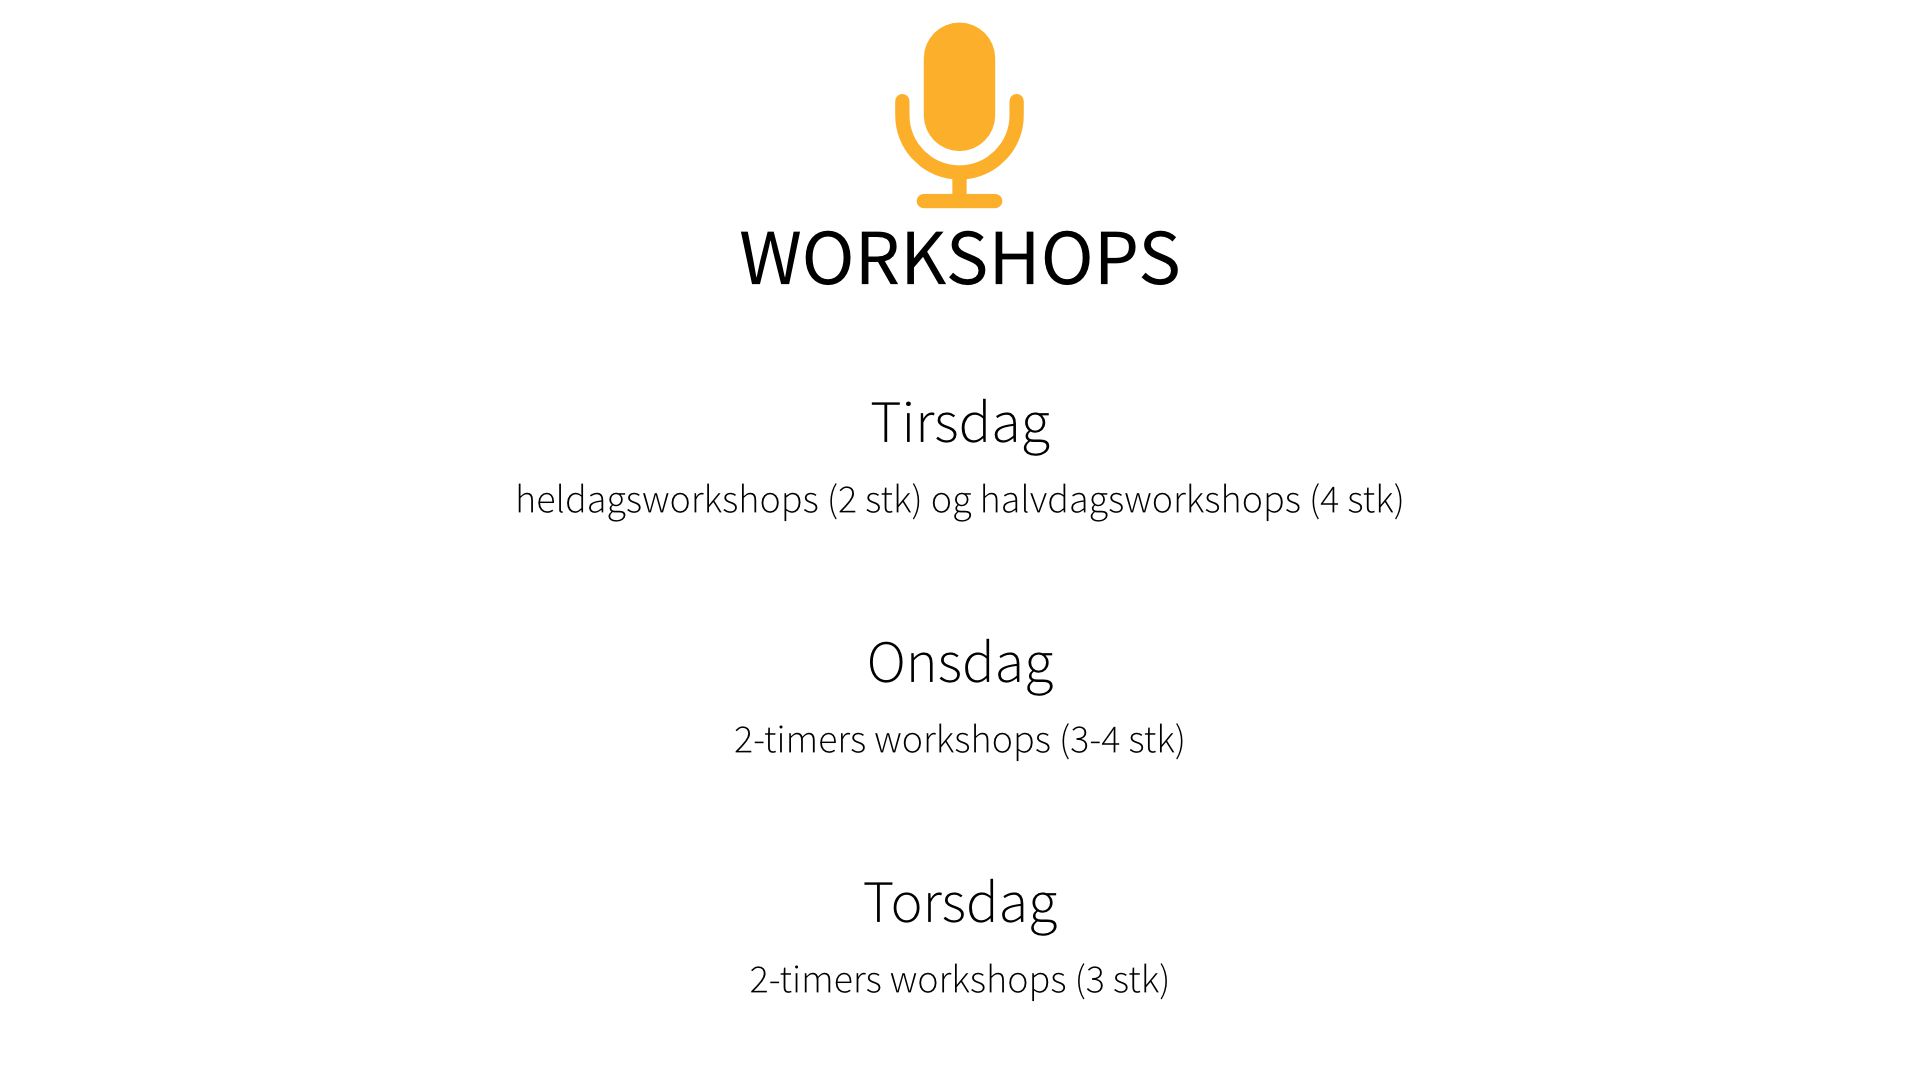 WORKSHOPS
Tirsdag
heldagsworkshops (2 stk) og halvdagsworkshops (4 stk)
Onsdag
2-timers workshops (3-4 stk)
Torsdag
2-timers workshops (3 stk)